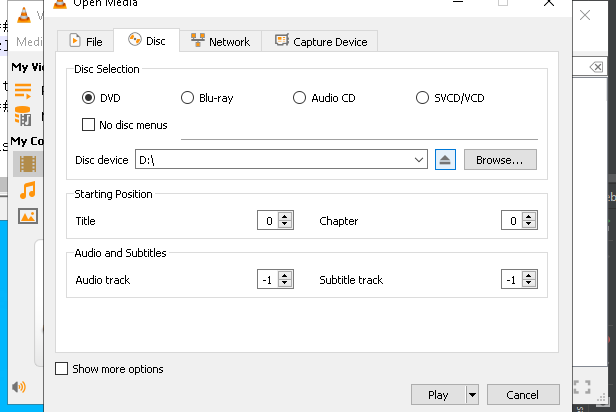 Open Media
Medi
File
Disc
Network
Capture Device
My Vi
My Co
Disc Selection
DVD
Blu-ray
Audio CD
SVCD/VCD
No disc menus
Disc device
D:\
Browse...
Starting Position
Title
0
Chapter
0
Audio and Subtitles
Audio track
-1
Subtitle track
-1
Show more options
Play
Cancel